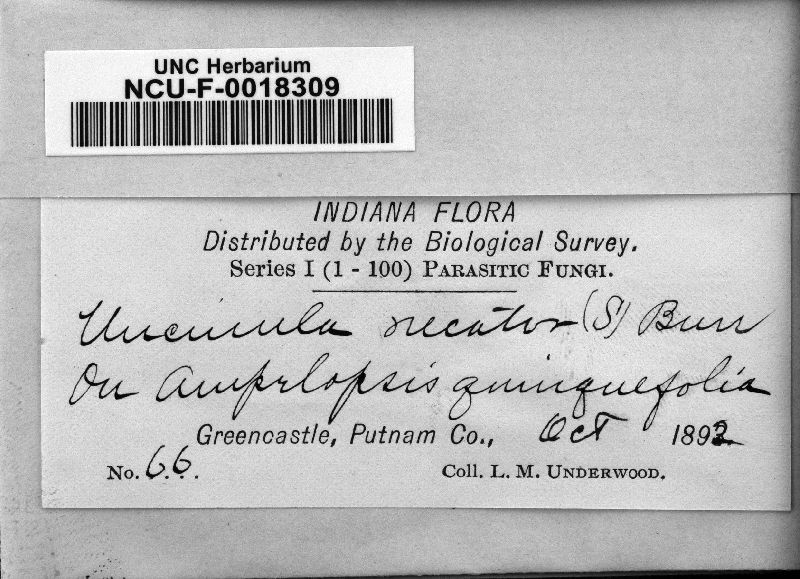 UNC Herbarium
NCU-F-0018309
INDIANA FLORA
Distributed by the Biological Survey.
Series I (1 - 100) PARASITIC FUNGI.
Uncinula necator (S) Burr
On Ampelopsis quinquefolia
Greencastle, Putnam Co., Oct 1892
No. 66. Coll. L. M. UNDERWOOD.